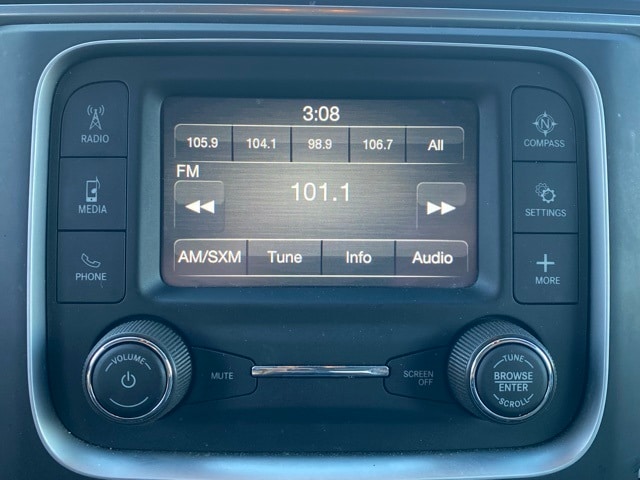 3:08
105.9 104.1 98.9 106.7 All
FM
101.1
AM/SXM Tune Info Audio
RADIO
MEDIA
PHONE
COMPASS
SETTINGS
MORE
VOLUME
MUTE
SCREEN
OFF
TUNE
BROWSE
ENTER
SCROLL